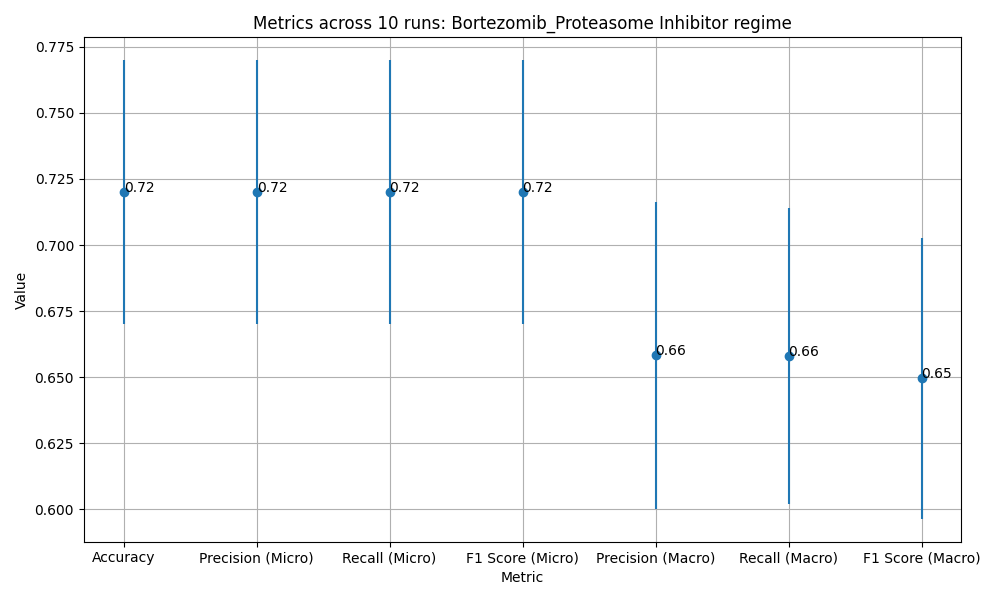 Metrics across 10 runs: Bortezomib_Proteasome Inhibitor regime
0.775
0.750
0.725
0.700
0.675
0.650
0.625
0.600
Value
0.72
0.72
0.72
0.72
0.66
0.66
0.65
Accuracy
Precision (Micro)
Recall (Micro)
F1 Score (Micro)
Precision (Macro)
Recall (Macro)
F1 Score (Macro)
Metric